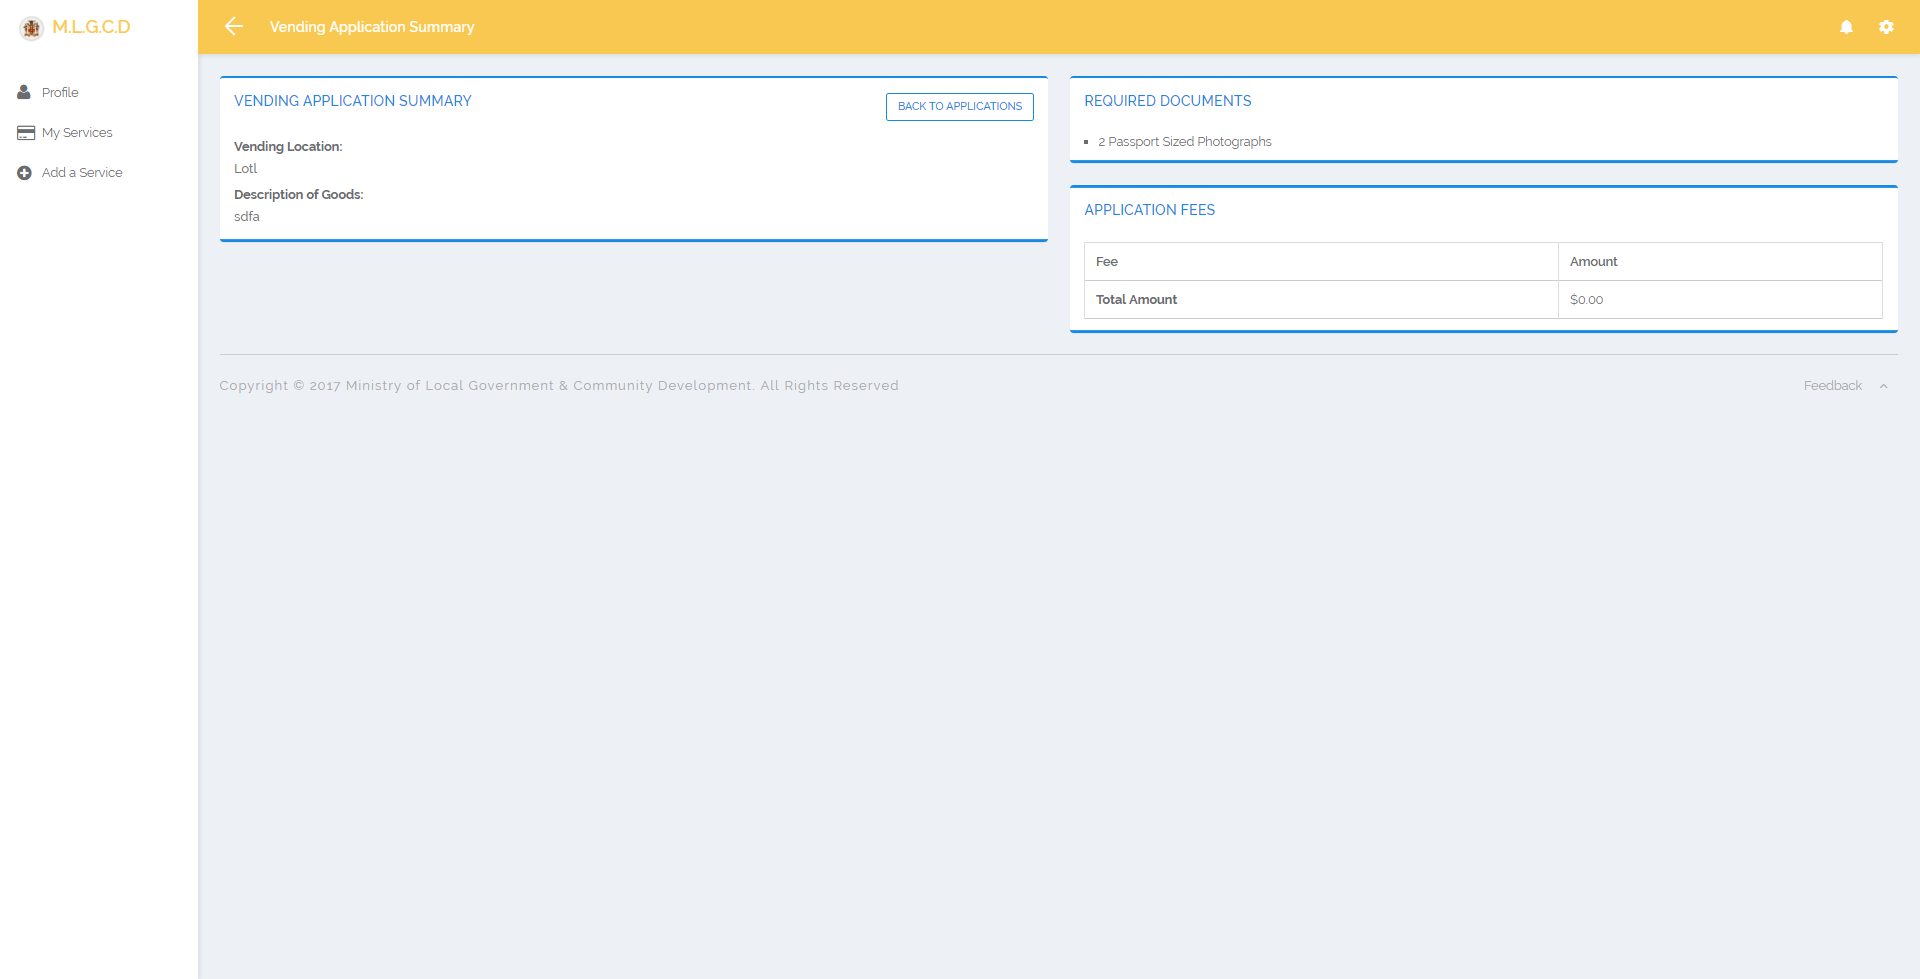 M.L.G.C.D
Profile
My Services
Add a Service
Vending Application Summary
VENDING APPLICATION SUMMARY
BACK TO APPLICATIONS
Vending Location:
Lotl
Description of Goods:
sdfa
REQUIRED DOCUMENTS
2 Passport Sized Photographs
APPLICATION FEES
Fee Amount
Total Amount $0.00
Copyright © 2017 Ministry of Local Government & Community Development. All Rights Reserved
Feedback